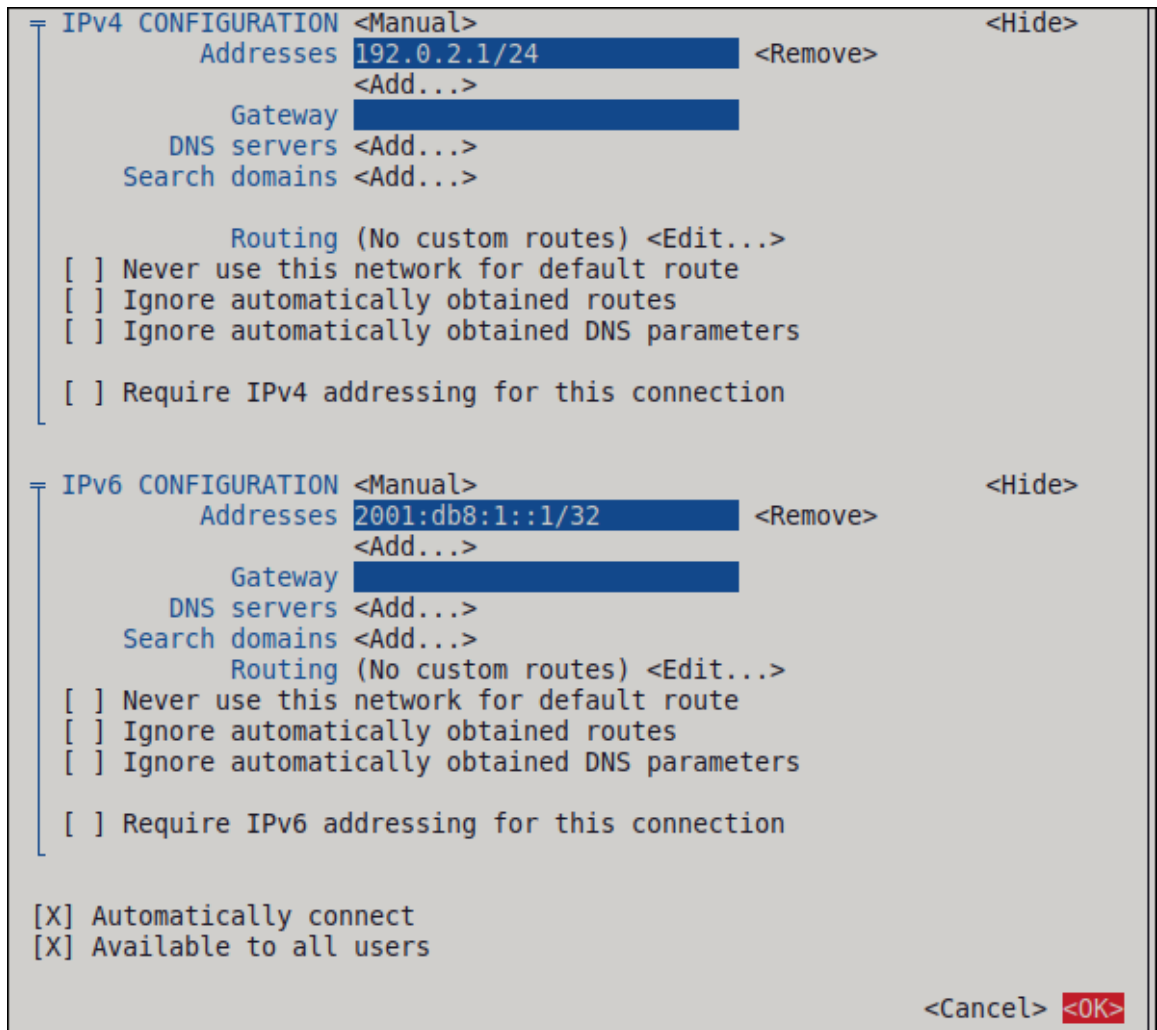 IPv4 CONFIGURATION <Manual> <Hide>
Addresses 192.0.2.1/24 <Remove>
<Add...>
Gateway
DNS servers <Add...>
Search domains <Add...>
Routing (No custom routes) <Edit...>
[ ] Never use this network for default route
[ ] Ignore automatically obtained routes
[ ] Ignore automatically obtained DNS parameters
[ ] Require IPv4 addressing for this connection
IPv6 CONFIGURATION <Manual> <Hide>
Addresses 2001:db8:1::1/32 <Remove>
<Add...>
Gateway
DNS servers <Add...>
Search domains <Add...>
Routing (No custom routes) <Edit...>
[ ] Never use this network for default route
[ ] Ignore automatically obtained routes
[ ] Ignore automatically obtained DNS parameters
[ ] Require IPv6 addressing for this connection
[X] Automatically connect
[X] Available to all users
<Cancel> <OK>